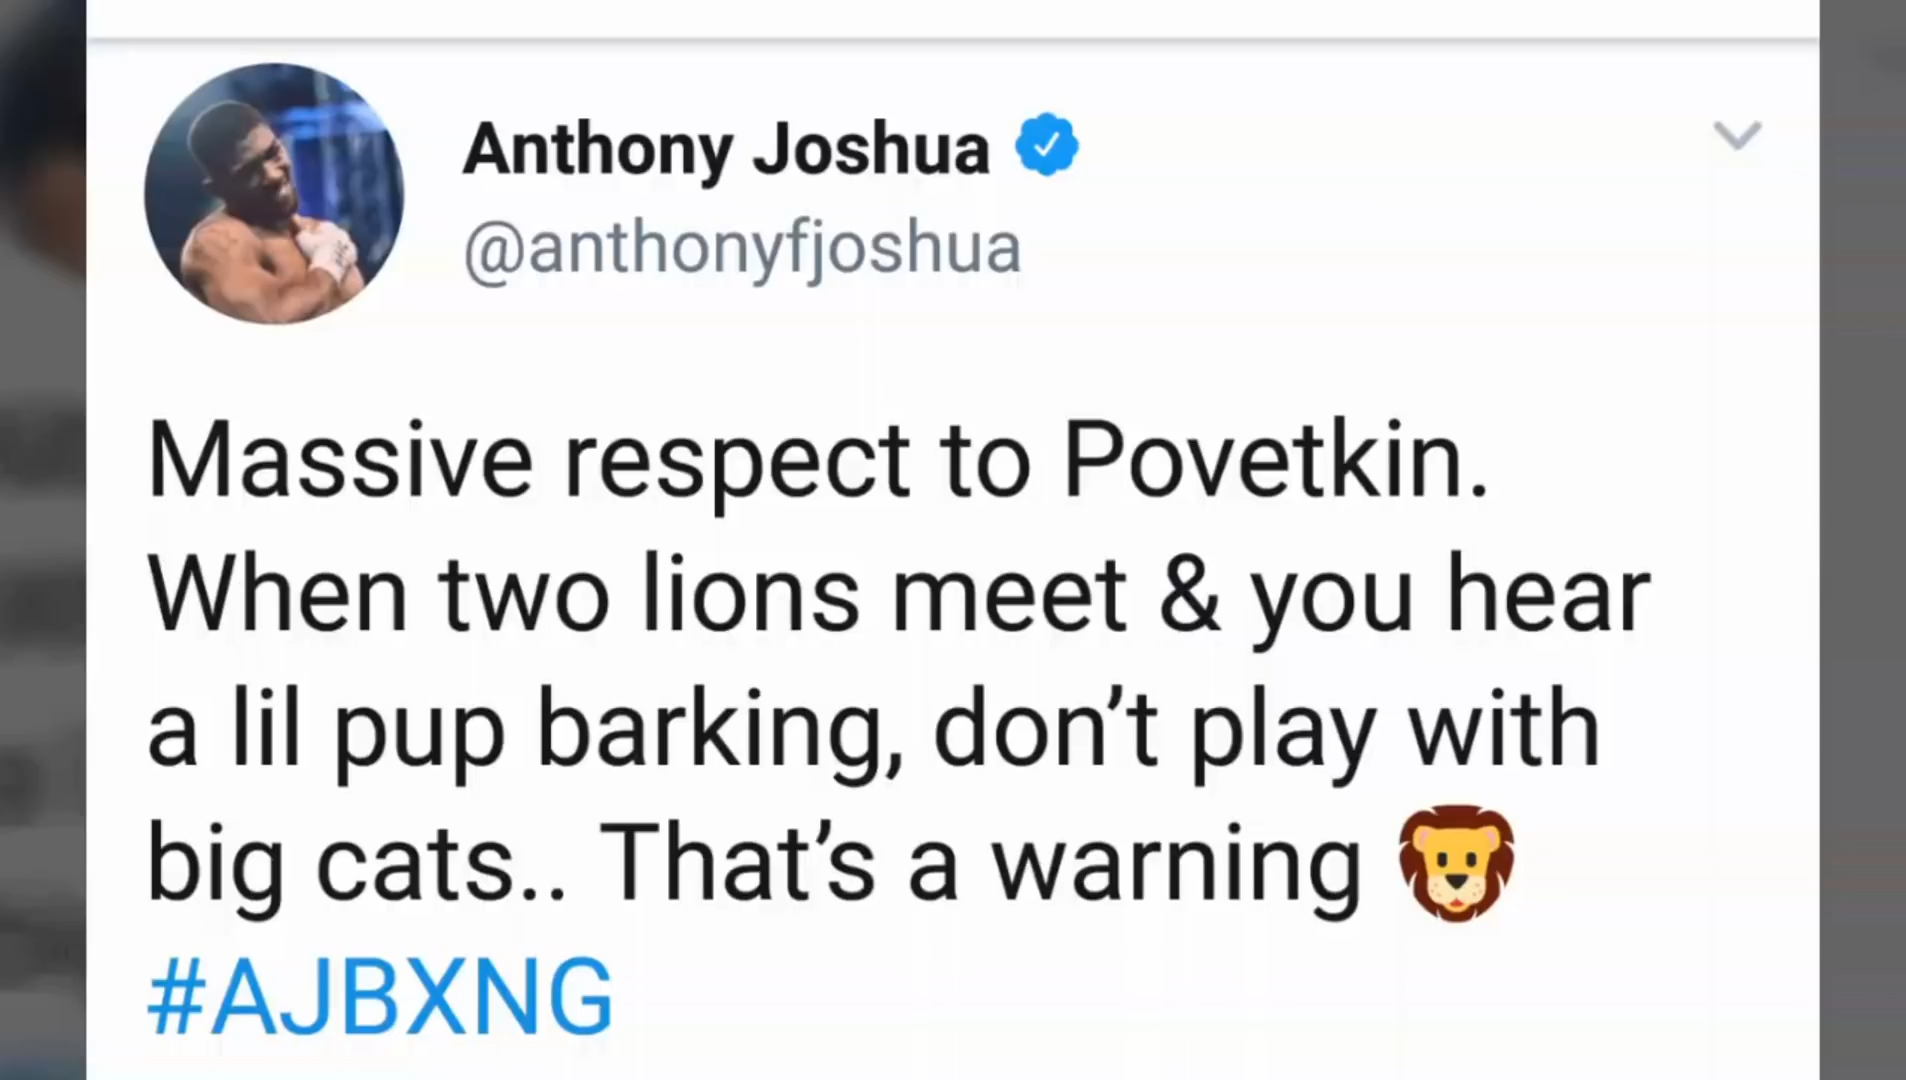 Anthony Joshua
@anthonyfjoshua
Massive respect to Povetkin.
When two lions meet & you hear
a lil pup barking, don’t play with
big cats.. That’s a warning 🦁
#AJBXNG